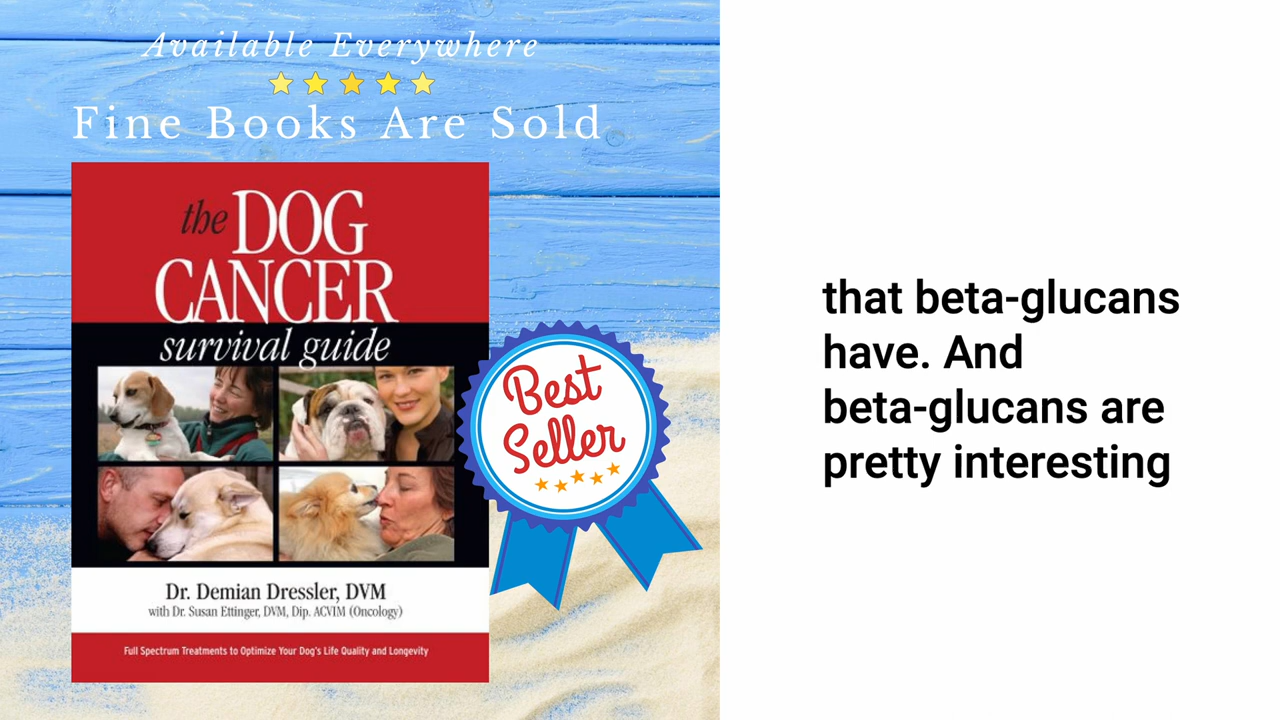 Available Everywhere
Fine Books Are Sold
the DOG
CANCER
survival guide
Best
Seller
Dr. Demian Dressler, DVM
with Dr. Susan Ettinger, DVM, Dip. ACVIM (Oncology)
Full Spectrum Treatments to Optimize Your Dog's Life Quality and Longevity
that beta-glucans
have. And
beta-glucans are
pretty interesting